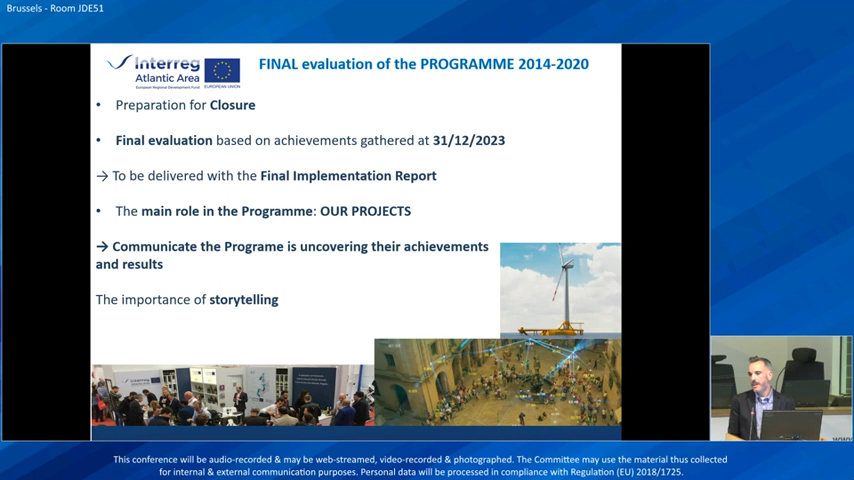 Brussels - Room JDE51
Interreg
Atlantic Area
European Regional Development Fund
EUROPEAN UNION
FINAL evaluation of the PROGRAMME 2014-2020
• Preparation for Closure
• Final evaluation based on achievements gathered at 31/12/2023
→ To be delivered with the Final Implementation Report
• The main role in the Programme: OUR PROJECTS
→ Communicate the Programe is uncovering their achievements
and results
The importance of storytelling
Interreg
This conference will be audio-recorded & may be web-streamed, video-recorded & photographed. The Committee may use the material thus collected
for internal & external communication purposes. Personal data will be processed in compliance with Regulation (EU) 2018/1725.